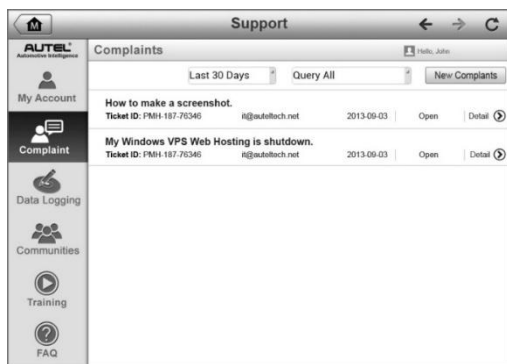 M
Support
AUTEL
Automotive Intelligence
Complaints
Hello, John
My Account
Last 30 Days
Query All
New Complants
How to make a screenshot.
Ticket ID: PMH-187-76346 it@auteltech.net 2013-09-03 Open Detail
Complaint
My Windows VPS Web Hosting is shutdown.
Ticket ID: PMH-187-76346 it@auteltech.net 2013-09-03 Open Detail
Data Logging
Communities
Training
?
FAQ